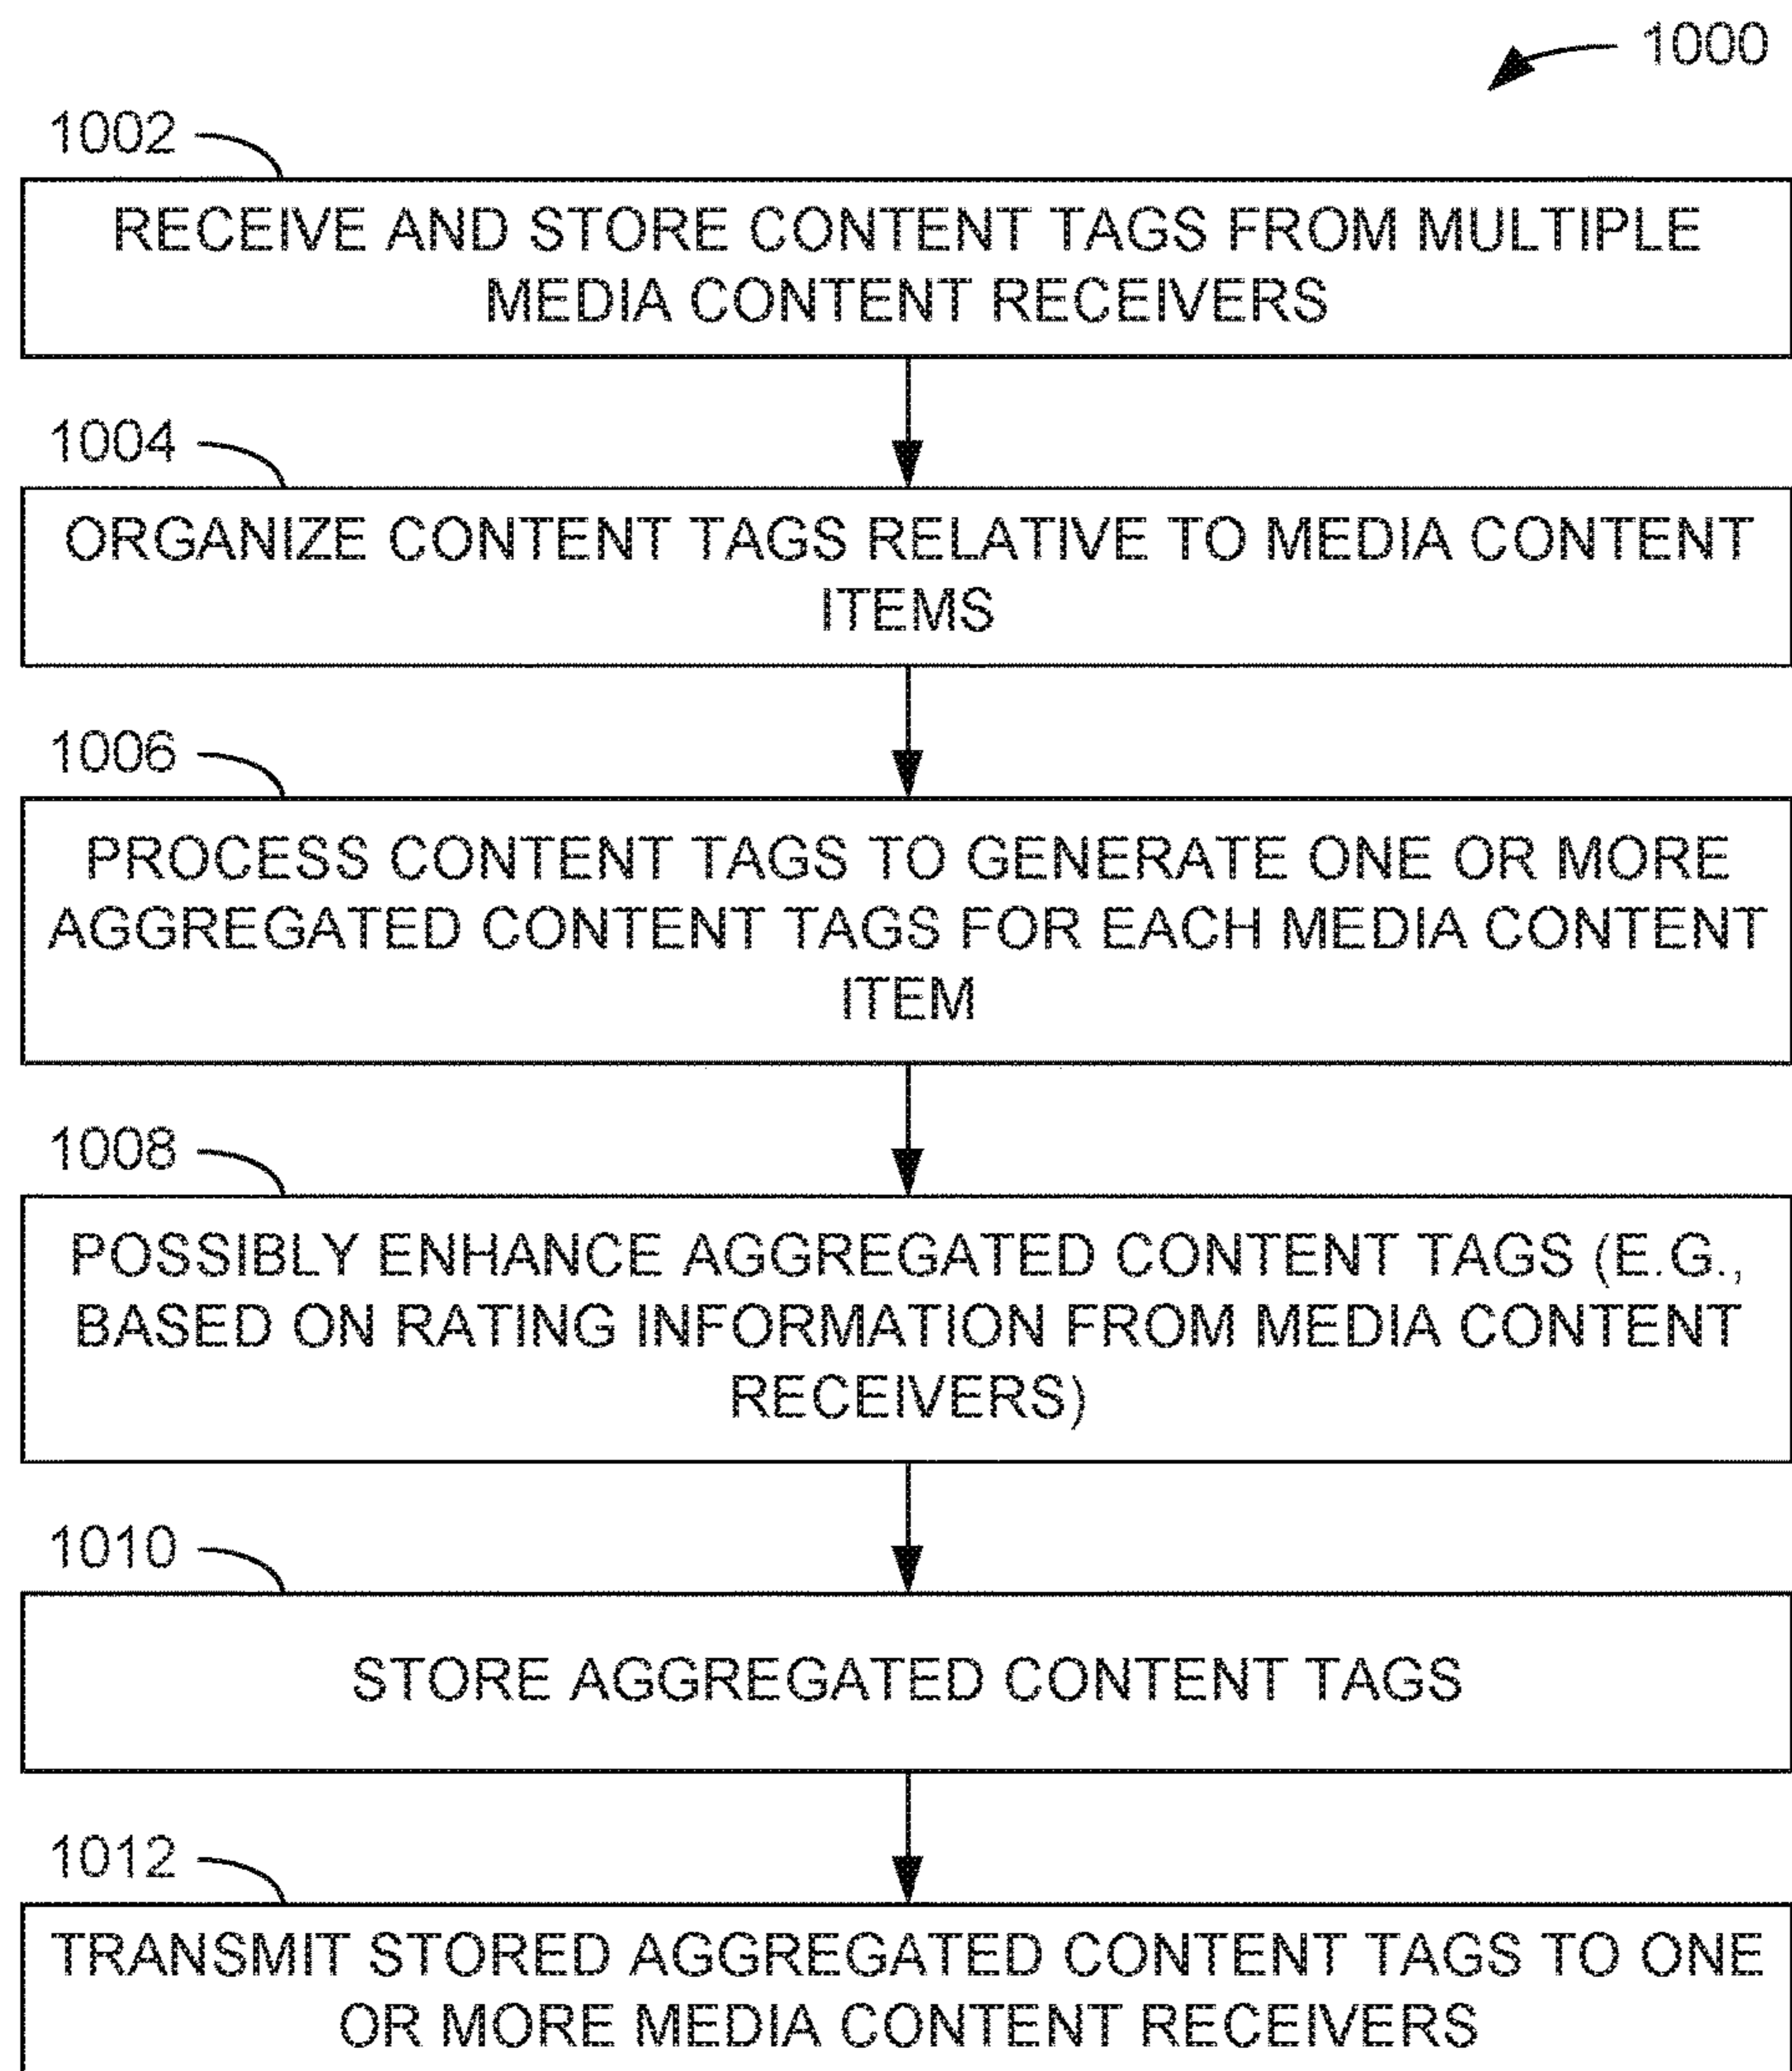 1000
1002
RECEIVE AND STORE CONTENT TAGS FROM MULTIPLE
MEDIA CONTENT RECEIVERS
1004
ORGANIZE CONTENT TAGS RELATIVE TO MEDIA CONTENT
ITEMS
1006
PROCESS CONTENT TAGS TO GENERATE ONE OR MORE
AGGREGATED CONTENT TAGS FOR EACH MEDIA CONTENT
ITEM
1008
POSSIBLY ENHANCE AGGREGATED CONTENT TAGS (E.G.,
BASED ON RATING INFORMATION FROM MEDIA CONTENT
RECEIVERS)
1010
STORE AGGREGATED CONTENT TAGS
1012
TRANSMIT STORED AGGREGATED CONTENT TAGS TO ONE
OR MORE MEDIA CONTENT RECEIVERS